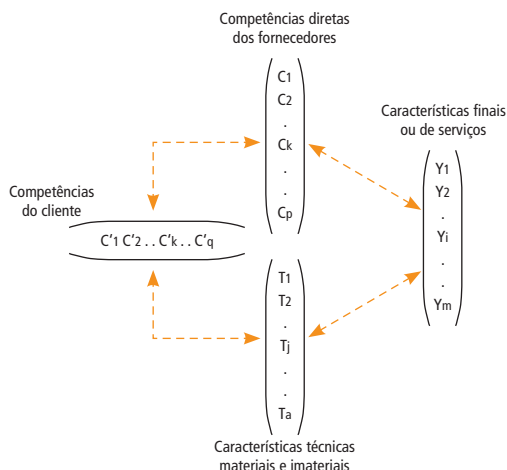 Competências diretas
dos fornecedores
C1
C2
.
Ck
.
.
Cp
Características finais
ou de serviços
Y1
Y2
.
Yi
.
.
Ym
Competências
do cliente
C'1 C'2 . . C'k . . C'q
T1
T2
.
Tj
.
.
Ta
Características técnicas
materiais e imateriais